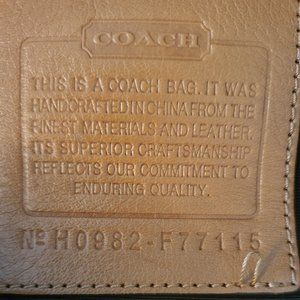 COACH
THIS IS A COACH BAG. IT WAS
HANDCRAFTED IN CHINA FROM THE
FINEST MATERIALS AND LEATHER.
ITS SUPERIOR CRAFTSMANSHIP
REFLECTS OUR COMMITMENT TO
ENDURING QUALITY.
Nº H0982-F77115